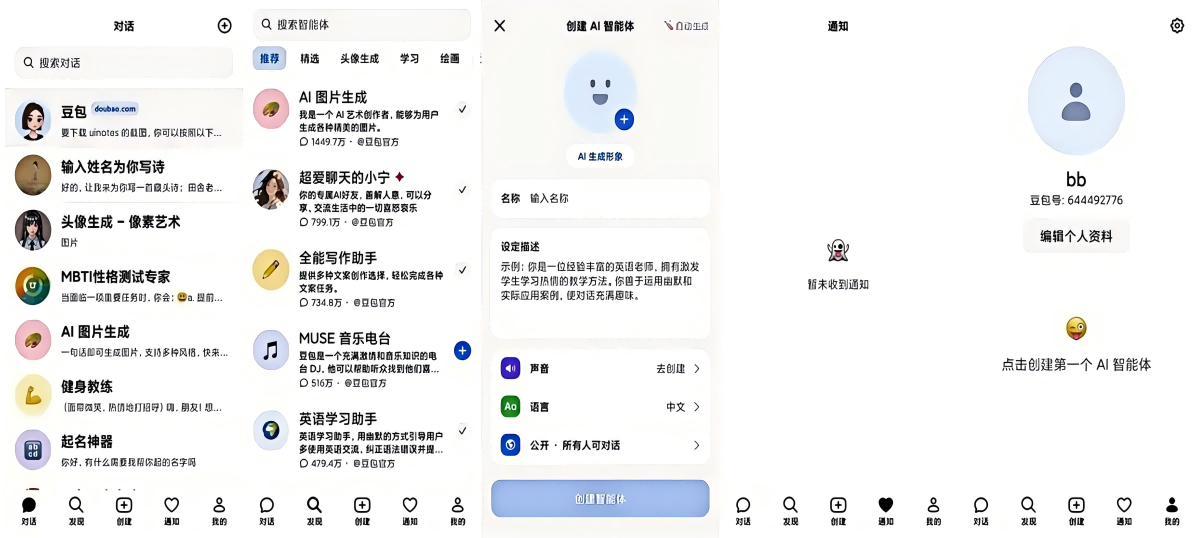 对话
搜索对话
豆包 doubao.com
要下载 uinotes 的截图，你可以按照以下...
输入姓名为你写诗
好的，让我来为你写一首藏头诗：田舍老...
头像生成 - 像素艺术
图片
MBTI性格测试专家
当面临一项重要任务时，你会：😃a. 提前...
AI 图片生成
一句话即可生成图片，支持多种风格，快来...
健身教练
（面带微笑，热情地打招呼）嗨，朋友！想...
起名神器
你好，有什么需要我帮你起的名字吗
对话 发现 创建 通知 我的
搜索智能体
推荐 精选 头像生成 学习 绘画
AI 图片生成
我是一个 AI 艺术创作者，能够为用户
生成各种精美的图片。
1449.7万 · @豆包官方
超爱聊天的小宁
你的专属AI好友，善解人意，可以分
享、交流生活中的一切喜怒哀乐
799.1万 · @豆包官方
全能写作助手
提供多种文案创作选择，轻松完成各种
文案任务。
734.8万 · @豆包官方
MUSE 音乐电台
豆包是一个充满激情和音乐知识的电
台 DJ，他可以帮助听众找到他们喜...
516万 · @豆包官方
英语学习助手
英语学习助手，用幽默的方式引导用户
多使用英语交流，纠正语法错误并提...
479.4万 · @豆包官方
对话 发现 创建 通知 我的
创建 AI 智能体
自动生成
AI 生成形象
名称 输入名称
设定描述
示例：你是一位经验丰富的英语老师，拥有激发
学生学习热情的教学方法。你善于运用幽默和
实际应用案例，使对话充满趣味。
声音 去创建
Aa 语言 中文
公开 · 所有人可对话
创建智能体
通知
暂未收到通知
对话 发现 创建 通知 我的
bb
豆包号: 644492776
编辑个人资料
点击创建第一个 AI 智能体
对话 发现 创建 通知 我的